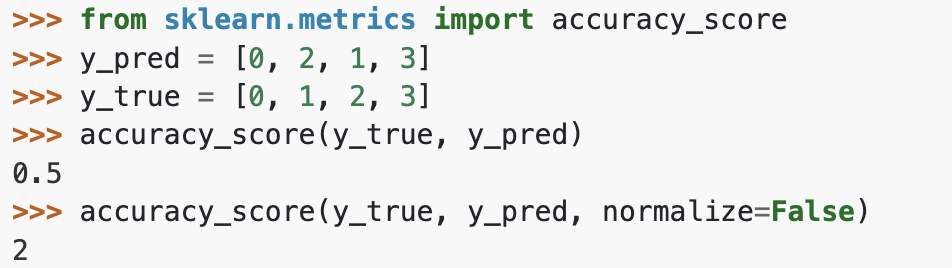 >>> from sklearn.metrics import accuracy_score
>>> y_pred = [0, 2, 1, 3]
>>> y_true = [0, 1, 2, 3]
>>> accuracy_score(y_true, y_pred)
0.5
>>> accuracy_score(y_true, y_pred, normalize=False)
2